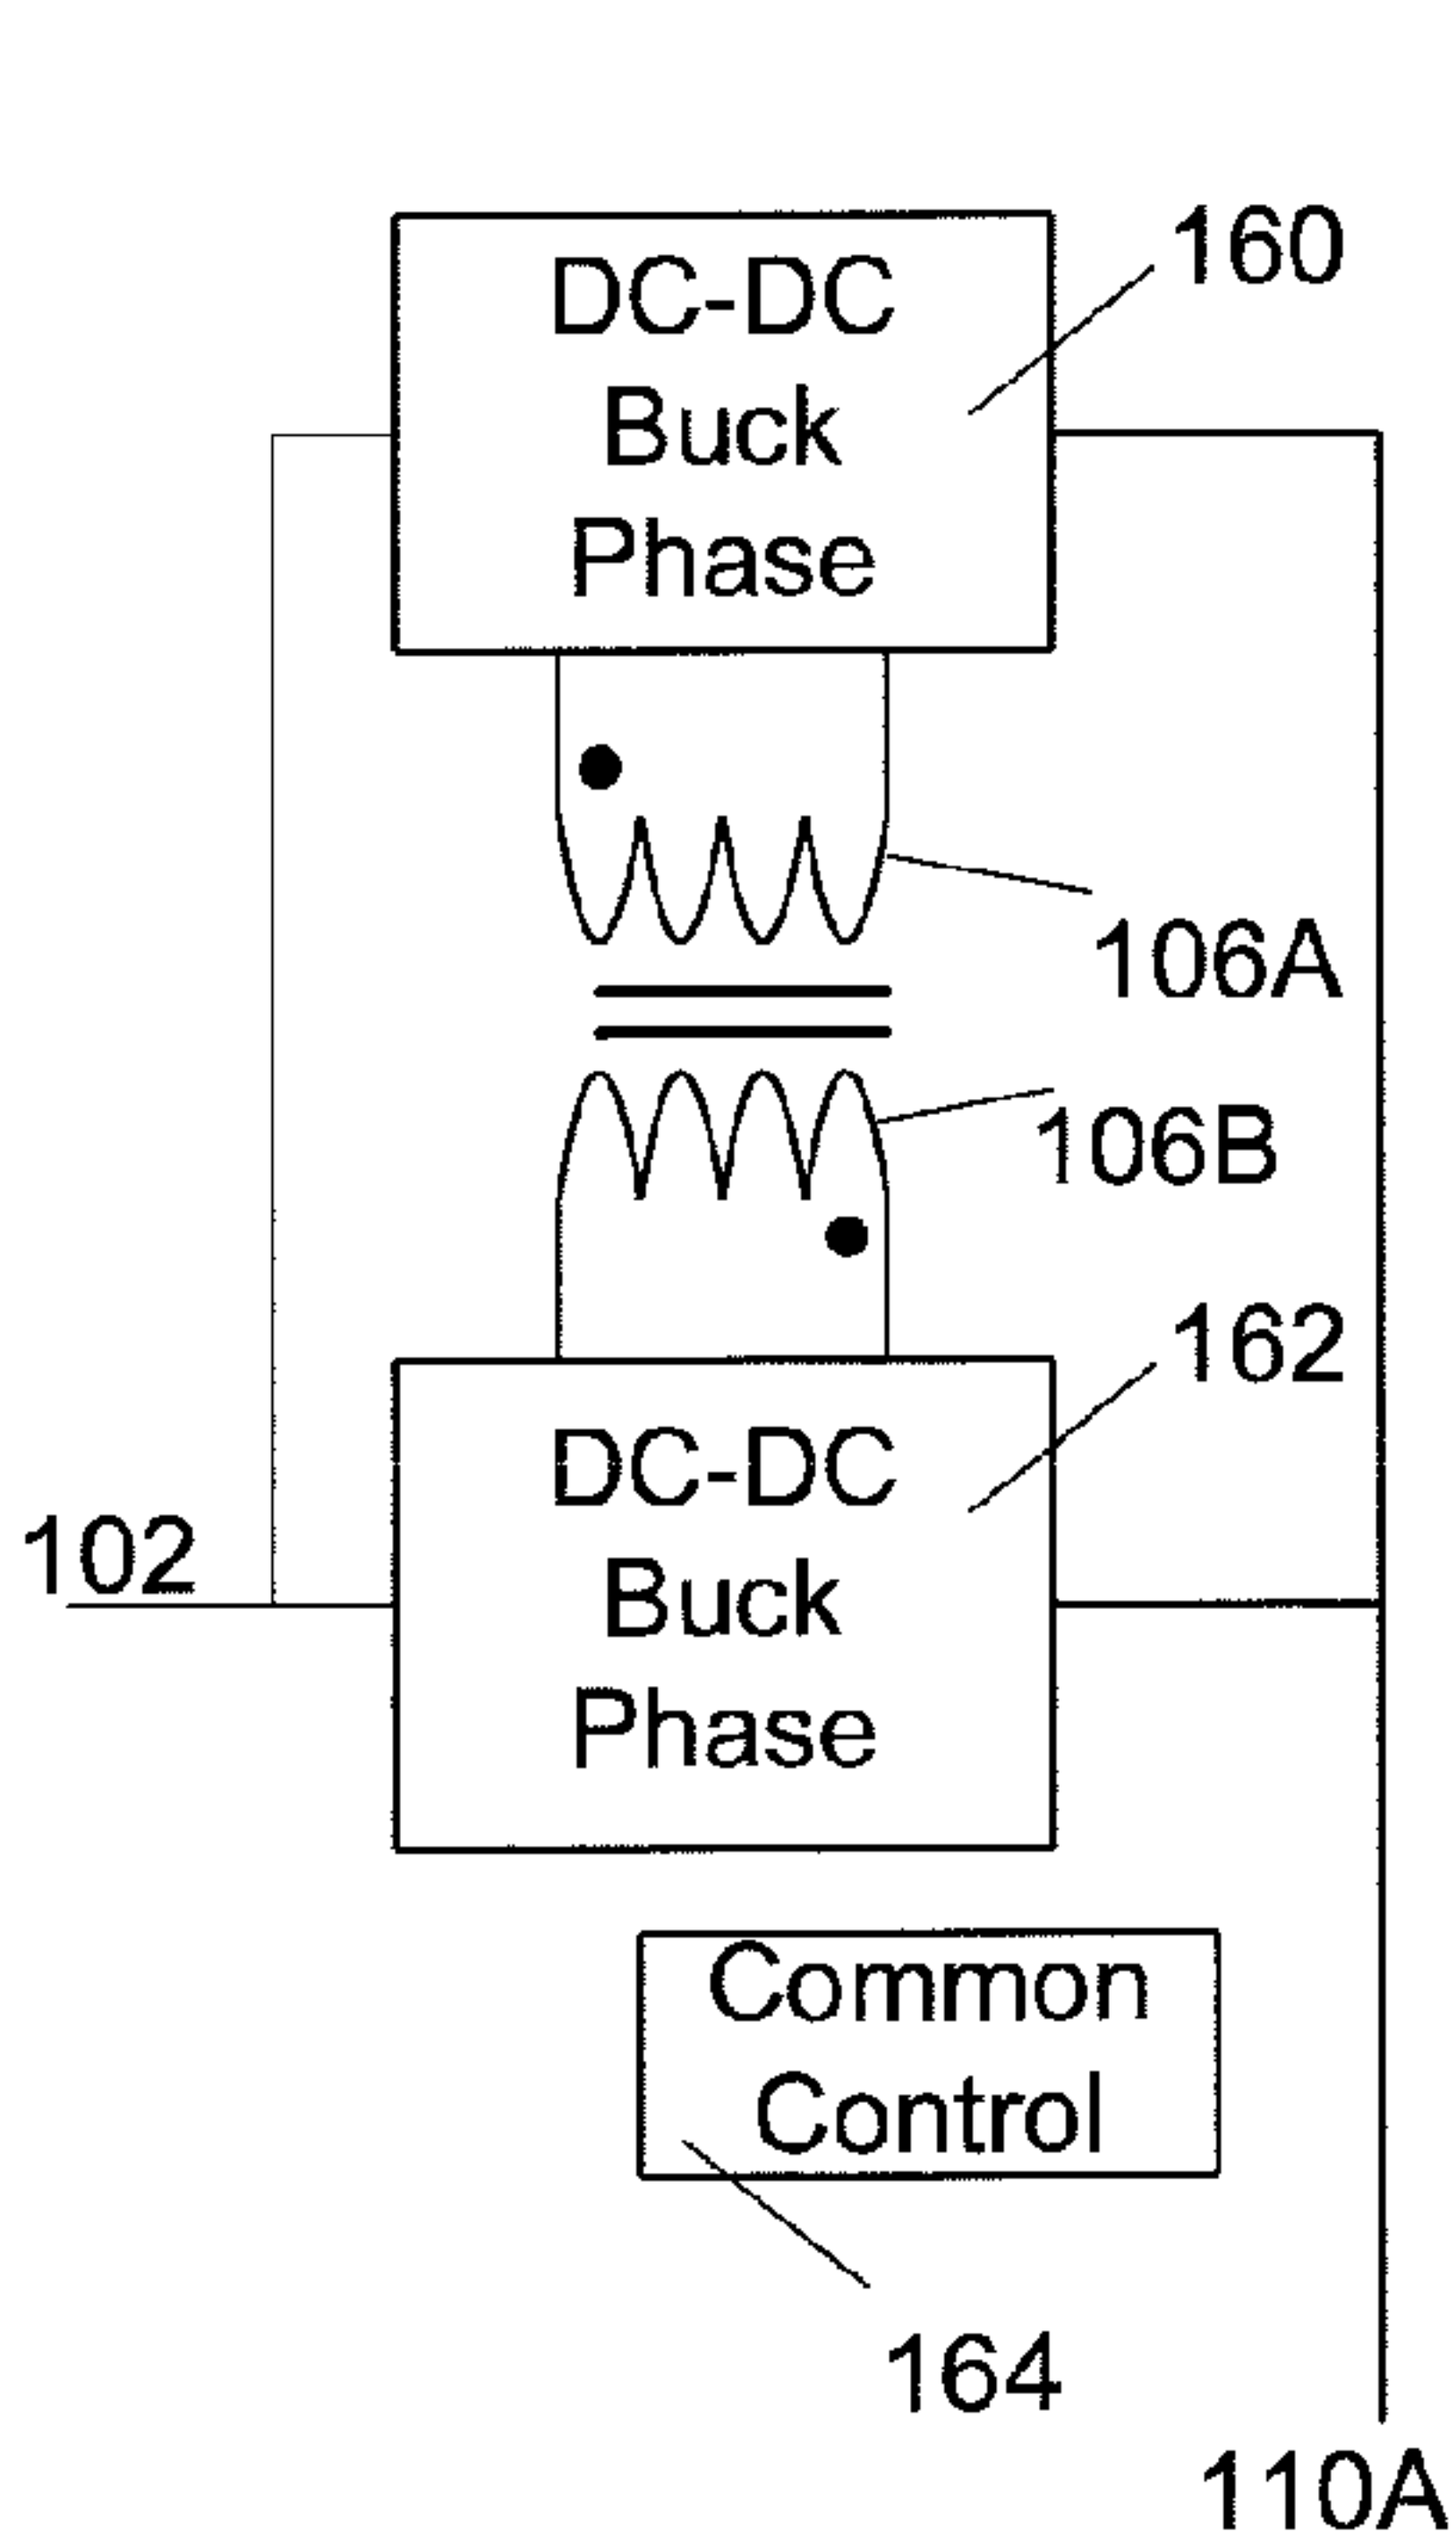 160
DC-DC
Buck
Phase
106A
106B
162
DC-DC
Buck
Phase
102
Common
Control
164
110A